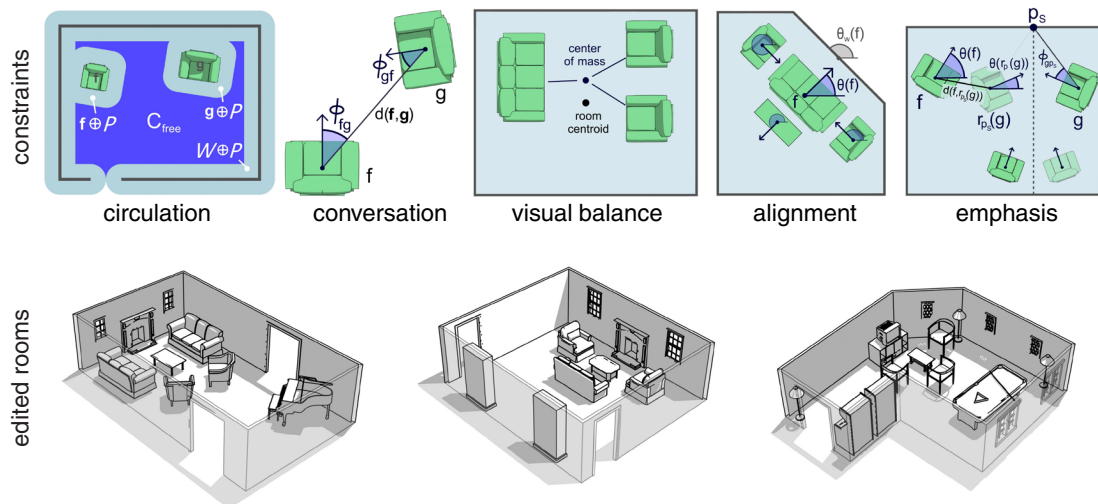 constraints
f ⊕ P
C_free
g ⊕ P
W ⊕ P
circulation
ϕ_gf
g
d(f,g)
ϕ_fg
f
conversation
center of
mass
room
centroid
visual balance
θ_w(f)
θ(f)
f
alignment
p_s
θ(f)
θ(r_p(g))
ϕ_gp_s
d(f,r_p_s(g))
f
r_p_s(g)
g
emphasis
edited rooms